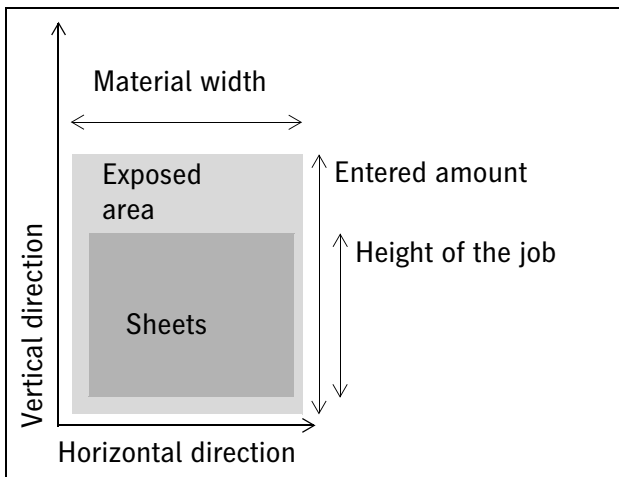 Material width
Exposed
area
Entered amount
Height of the job
Sheets
Vertical direction
Horizontal direction